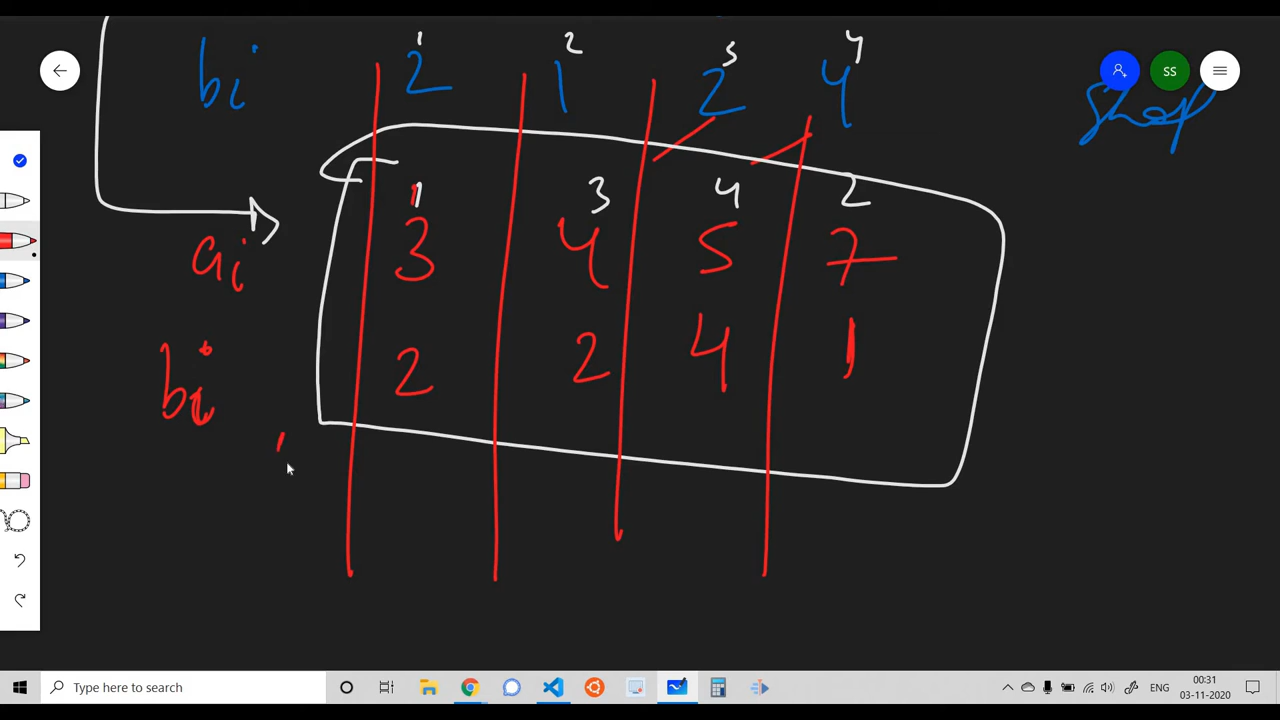 1 2 3 4
bi 2 1 2 4
SS
Shop
1 3 4 2
ai 3 4 5 7
bi 2 2 4 1
Type here to search
ENG
00:31
03-11-2020